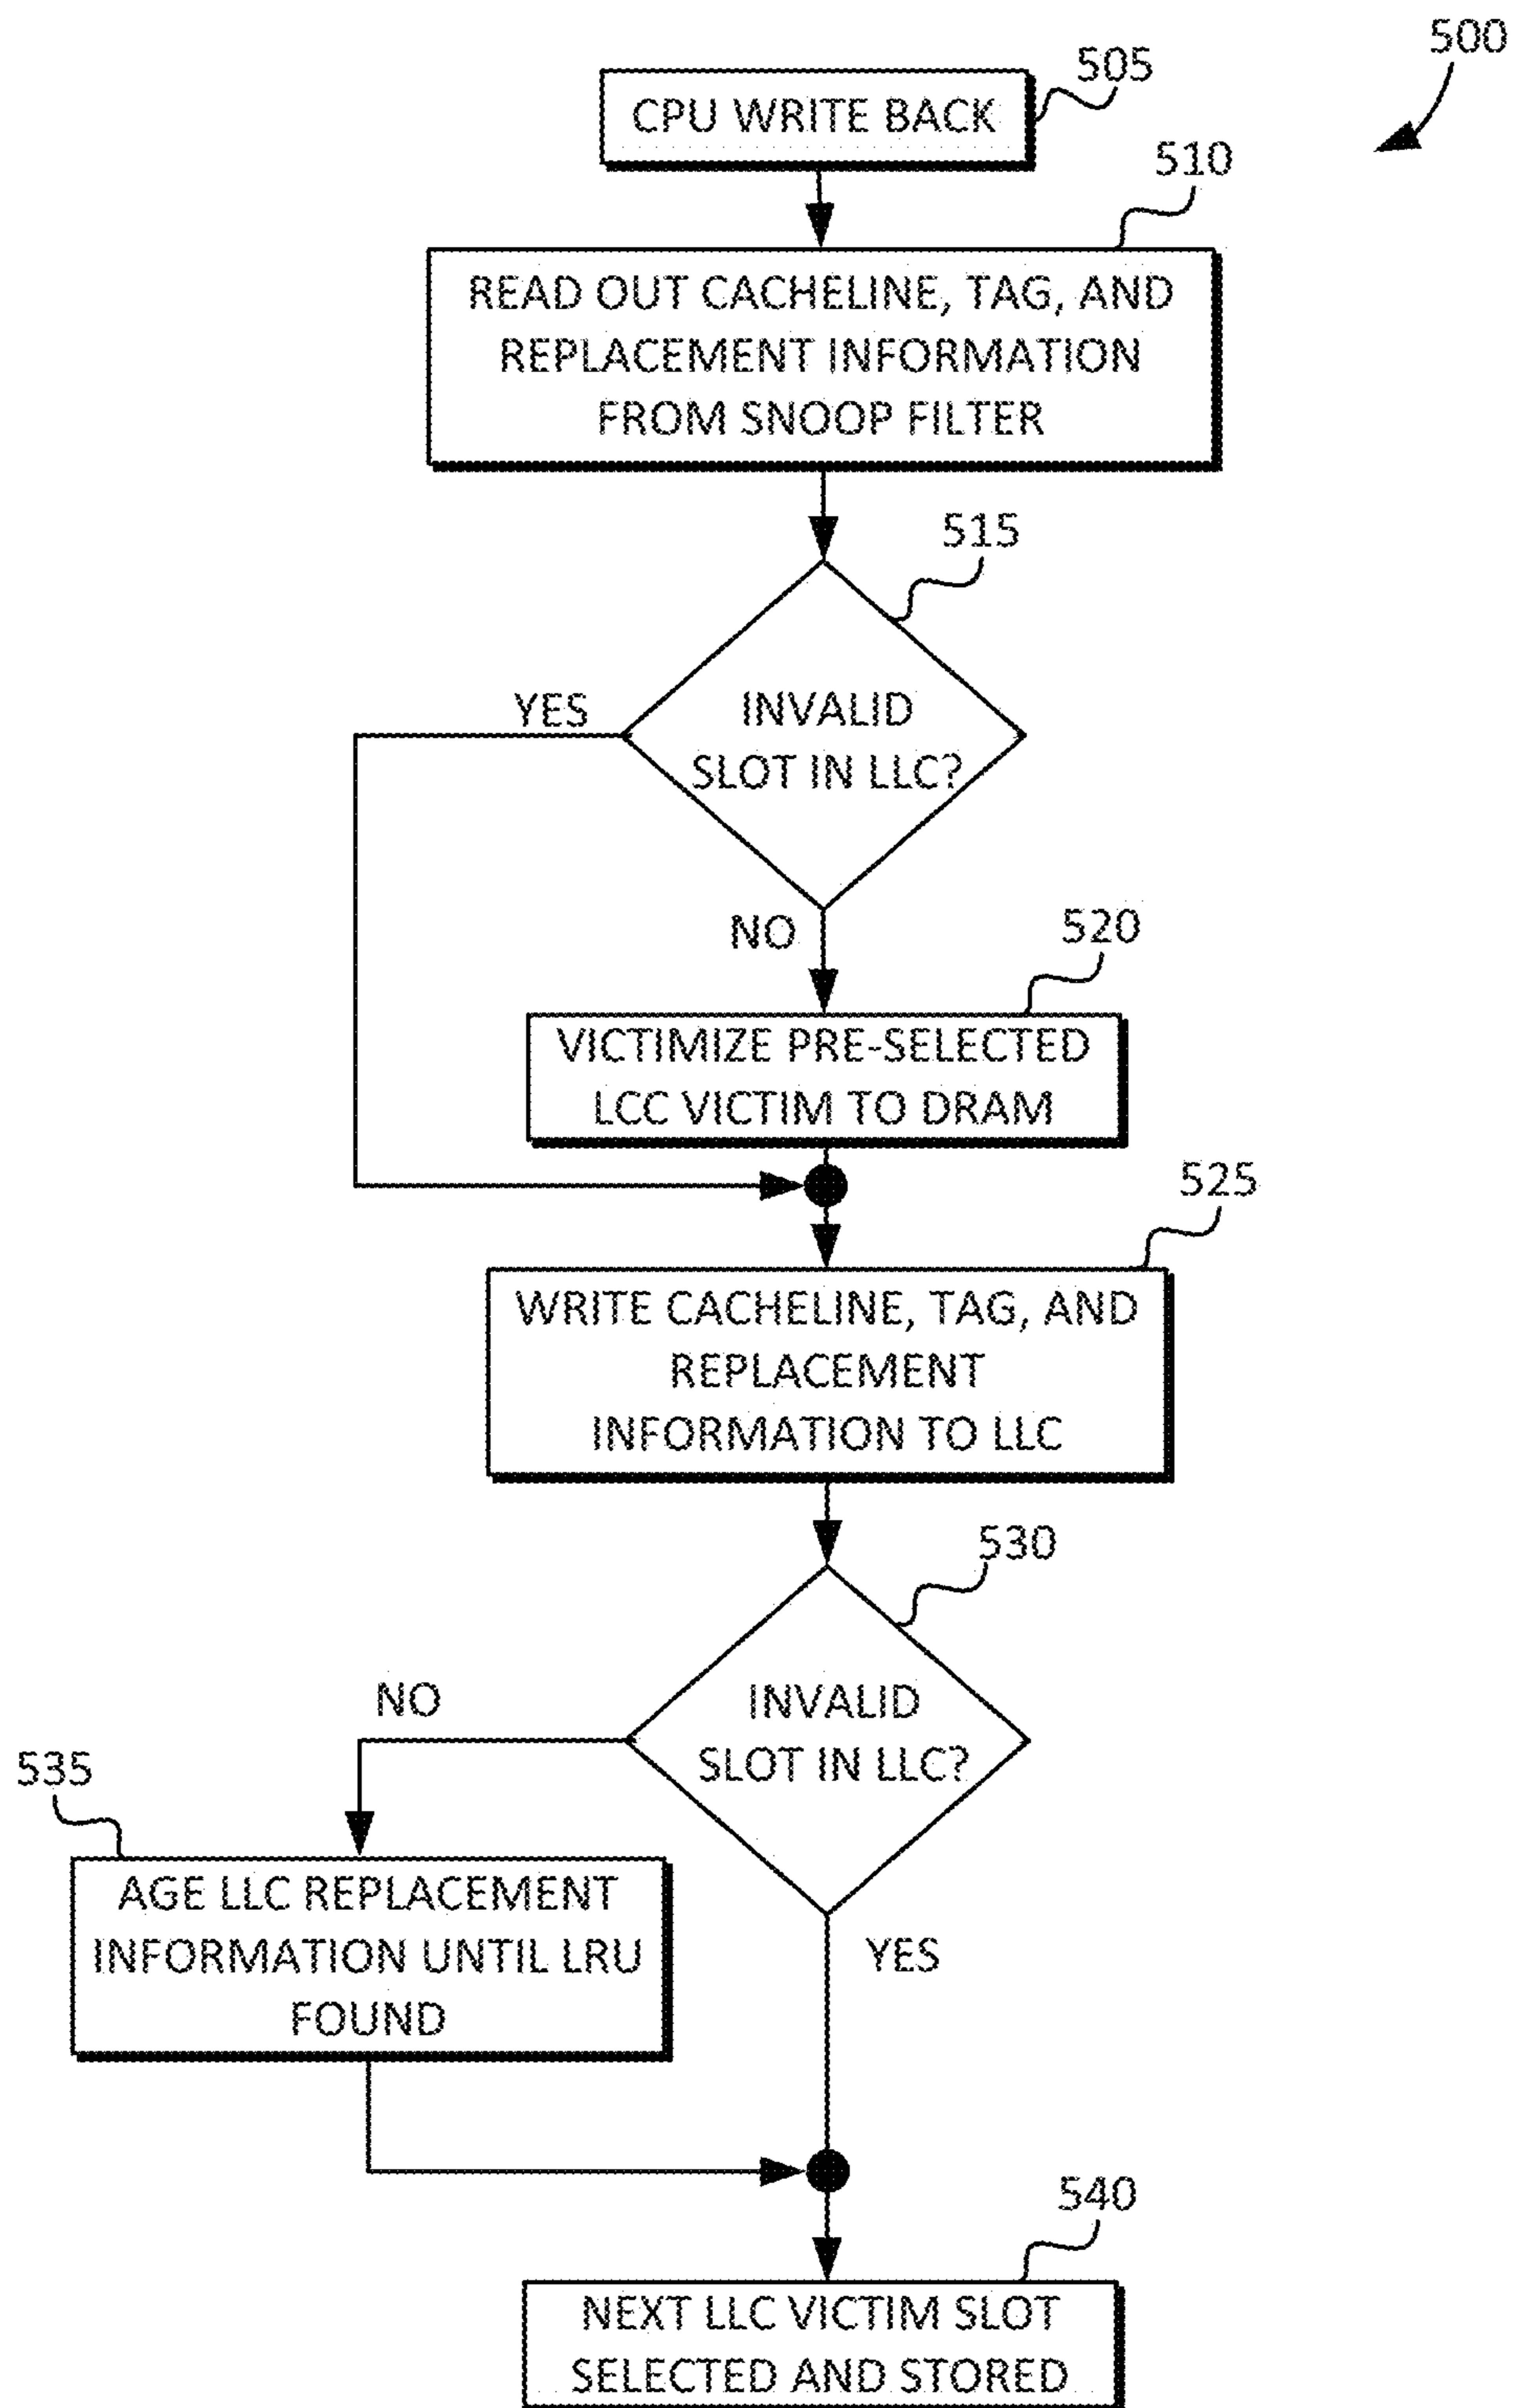 500
505
CPU WRITE BACK
510
READ OUT CACHELINE, TAG, AND
REPLACEMENT INFORMATION
FROM SNOOP FILTER
515
YES
INVALID
SLOT IN LLC?
NO
520
VICTIMIZE PRE-SELECTED
LCC VICTIM TO DRAM
525
WRITE CACHELINE, TAG, AND
REPLACEMENT
INFORMATION TO LLC
530
NO
INVALID
SLOT IN LLC?
535
AGE LLC REPLACEMENT
INFORMATION UNTIL LRU
FOUND
YES
540
NEXT LLC VICTIM SLOT
SELECTED AND STORED